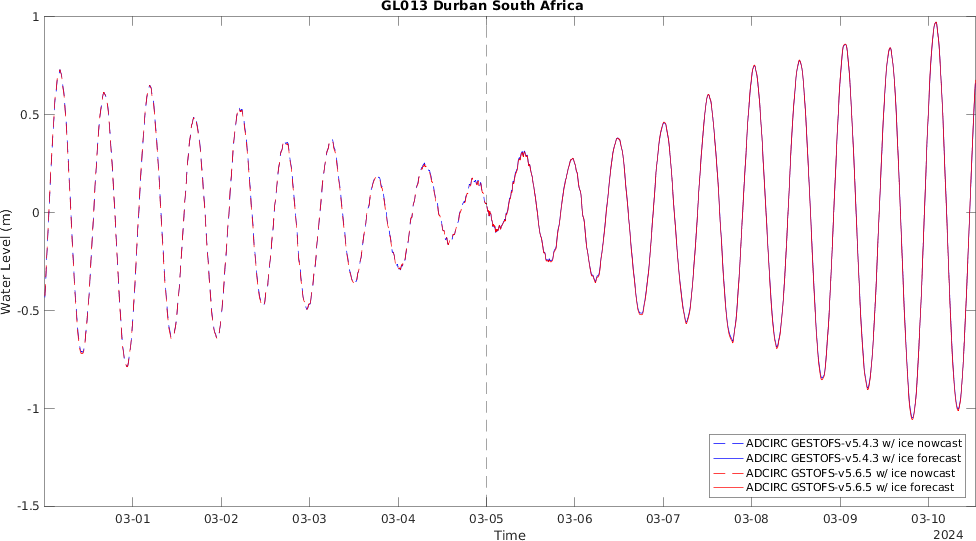 GL013 Durban South Africa
1
0.5
0
-0.5
-1
-1.5
Water Level (m)
ADCIRC GESTOFS-v5.4.3 w/ ice nowcast
ADCIRC GESTOFS-v5.4.3 w/ ice forecast
ADCIRC GSTOFS-v5.6.5 w/ ice nowcast
ADCIRC GSTOFS-v5.6.5 w/ ice forecast
03-01 03-02 03-03 03-04 03-05 03-06 03-07 03-08 03-09 03-10
Time
2024